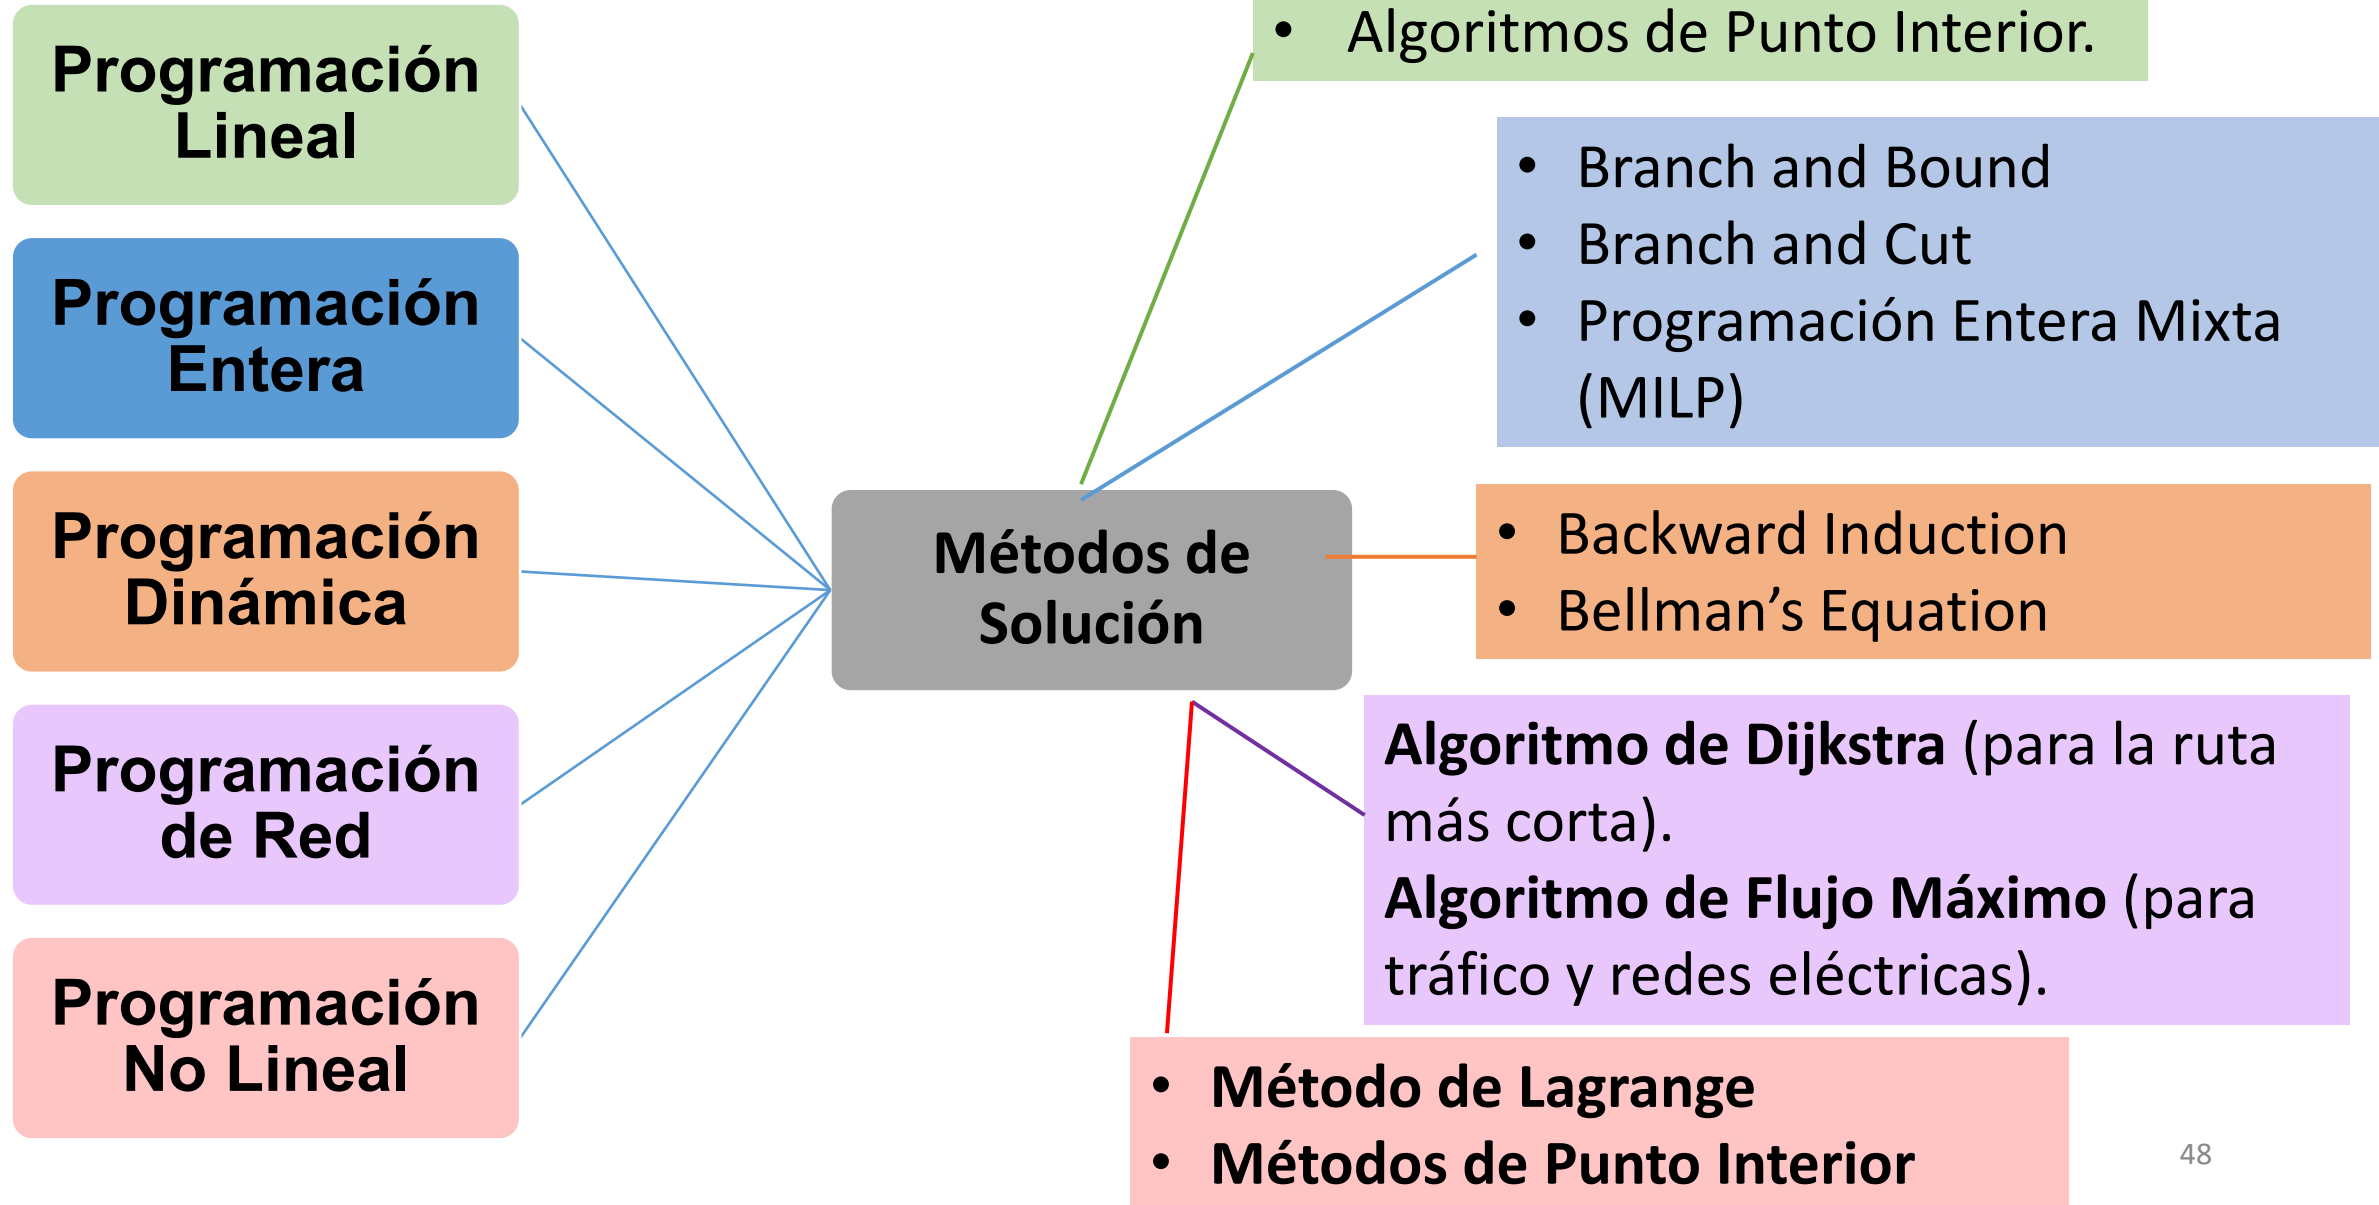 Programación
Lineal
Programación
Entera
Programación
Dinámica
Programación
de Red
Programación
No Lineal
Métodos de
Solución
• Algoritmos de Punto Interior.
• Branch and Bound
• Branch and Cut
• Programación Entera Mixta
(MILP)
• Backward Induction
• Bellman’s Equation
Algoritmo de Dijkstra (para la ruta
más corta).
Algoritmo de Flujo Máximo (para
tráfico y redes eléctricas).
• Método de Lagrange
• Métodos de Punto Interior
48